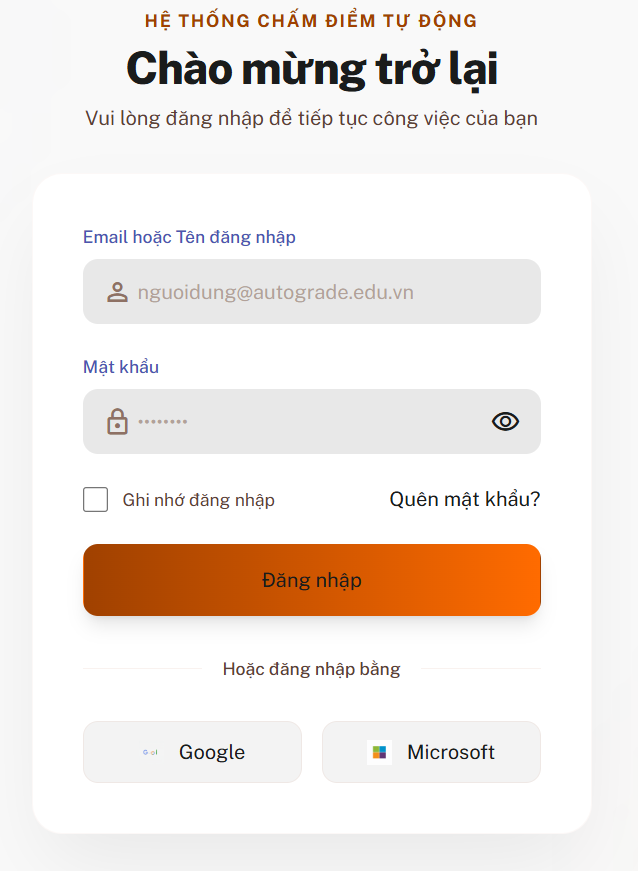 HỆ THỐNG CHẤM ĐIỂM TỰ ĐỘNG
Chào mừng trở lại
Vui lòng đăng nhập để tiếp tục công việc của bạn
Email hoặc Tên đăng nhập
nguoidung@autograde.edu.vn
Mật khẩu
••••••••
Ghi nhớ đăng nhập
Quên mật khẩu?
Đăng nhập
Hoặc đăng nhập bằng
Google
Microsoft